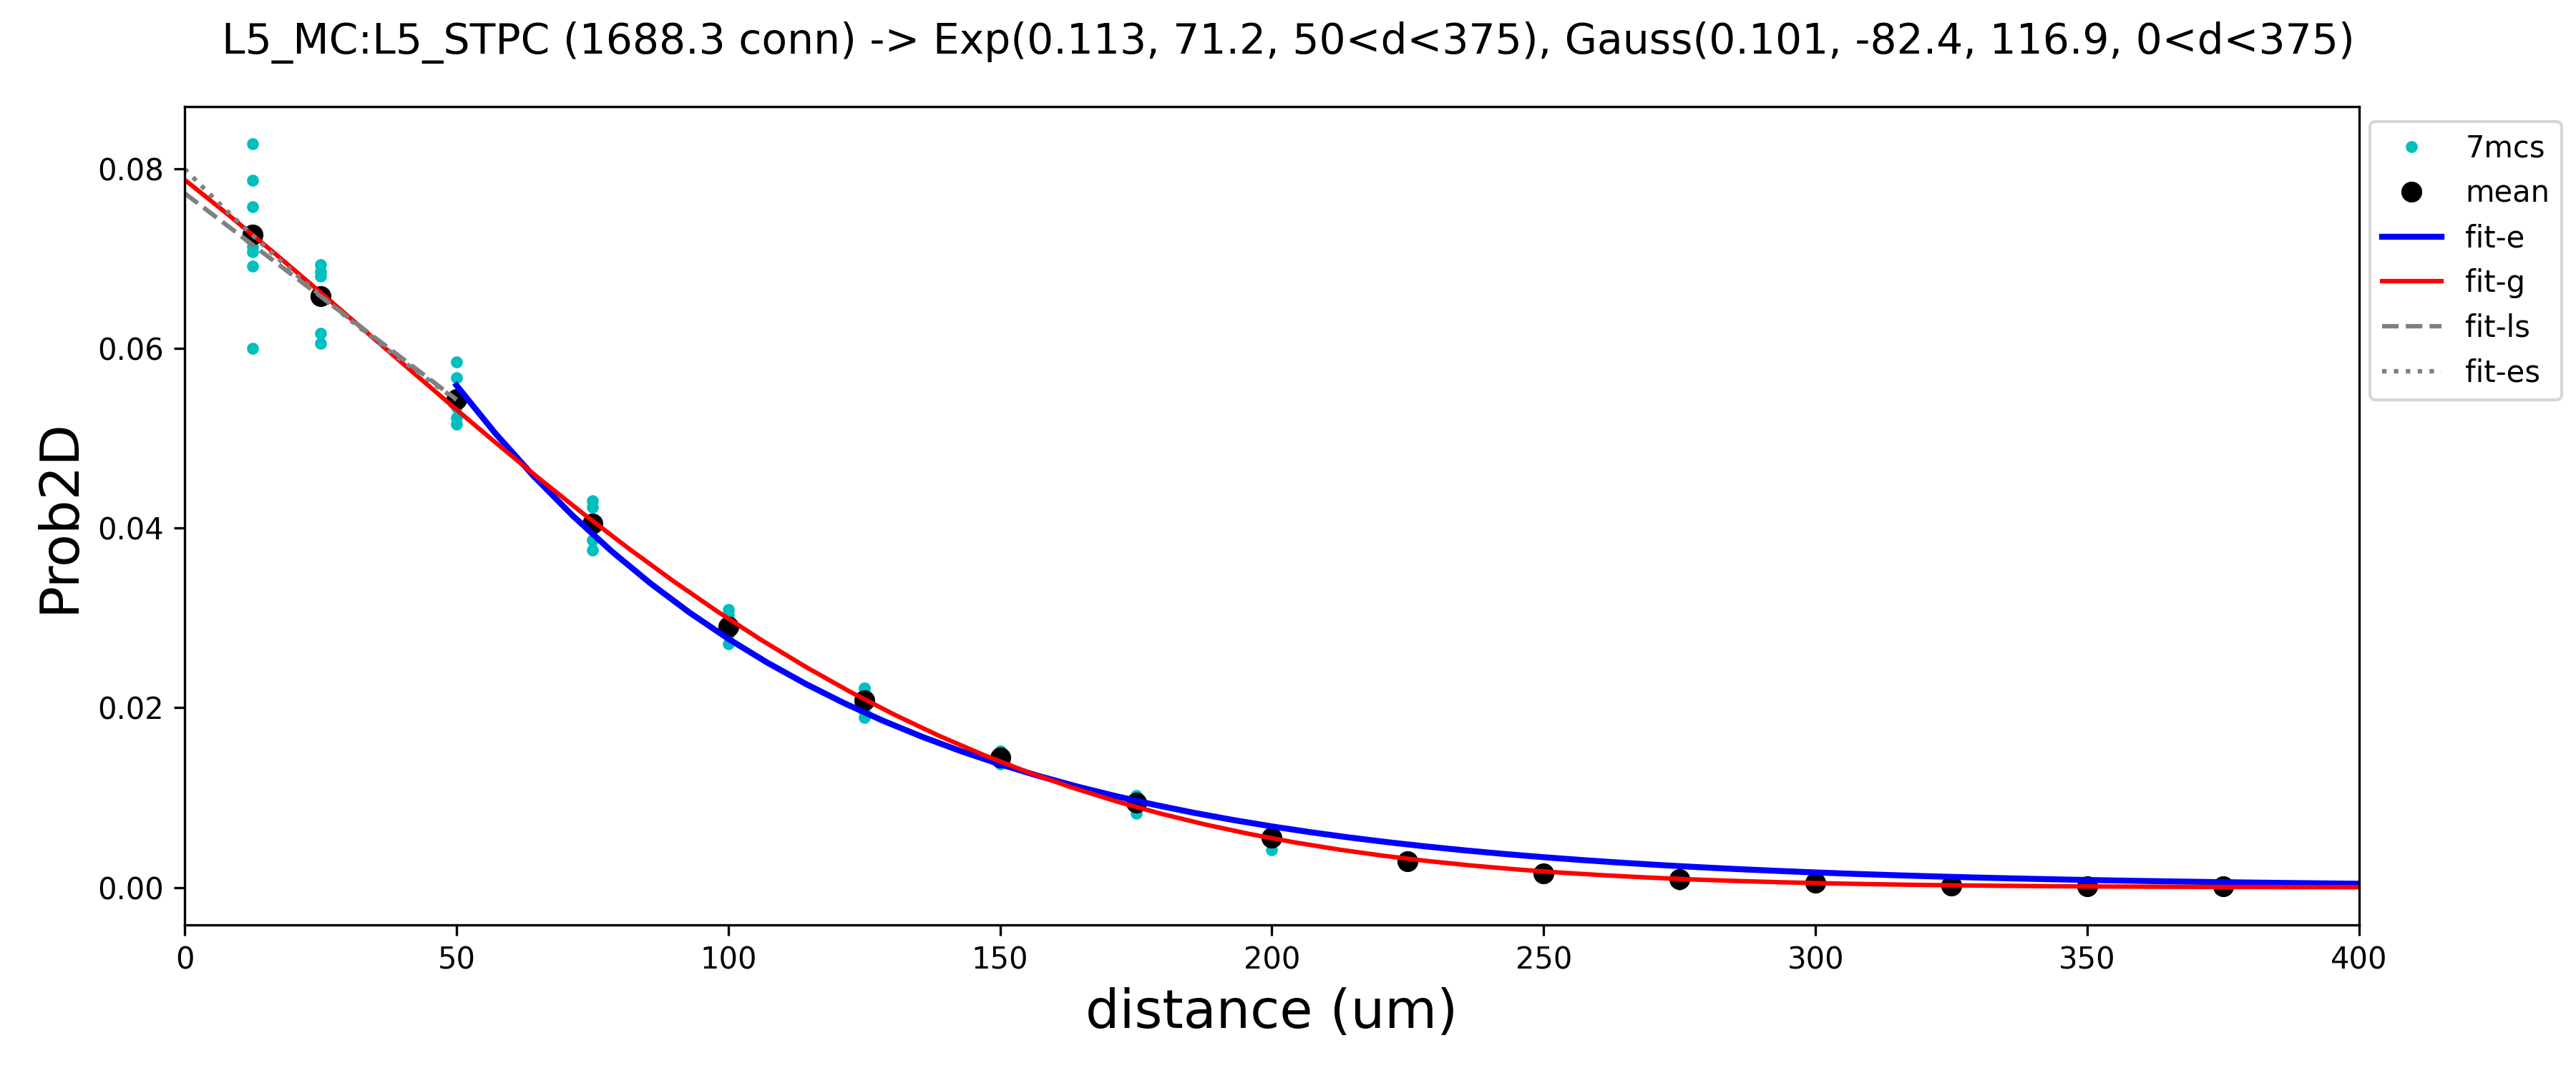 L5_MC:L5_STPC (1688.3 conn) -> Exp(0.113, 71.2, 50<d<375), Gauss(0.101, -82.4, 116.9, 0<d<375)
7mcs
mean
fit-e
fit-g
fit-ls
fit-es
Prob2D
0.08
0.06
0.04
0.02
0.00
0 50 100 150 200 250 300 350 400
distance (um)